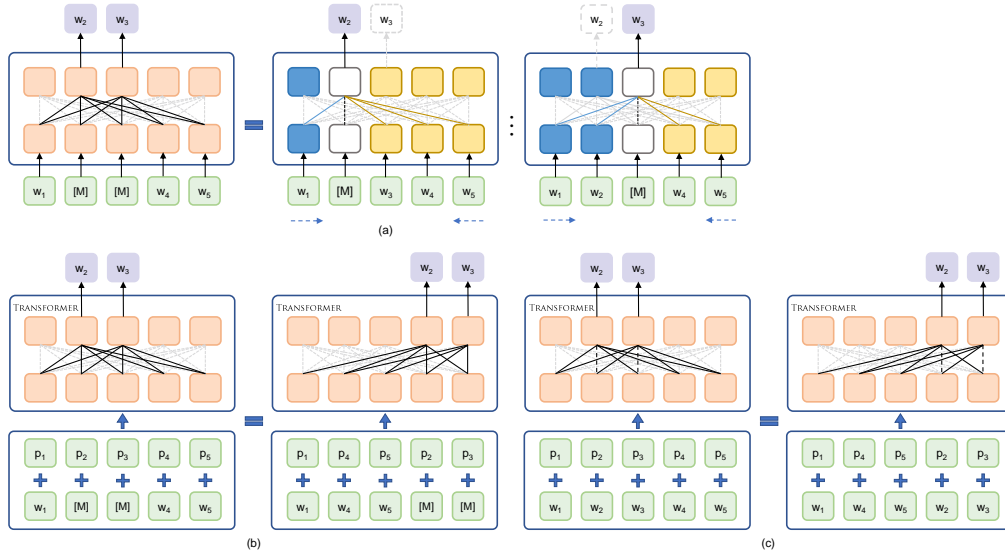 w2 w3 w2 w3 w2 w3
w1 [M] [M] w4 w5 w1 [M] w3 w4 w5 w1 w2 [M] w4 w5
(a)
w2 w3 w2 w3 w2 w3 w2 w3
TRANSFORMER TRANSFORMER TRANSFORMER TRANSFORMER
p1 p2 p3 p4 p5 p1 p4 p5 p2 p3 p1 p2 p3 p4 p5 p1 p4 p5 p2 p3
w1 [M] [M] w4 w5 w1 w4 w5 [M] [M] w1 w2 w3 w4 w5 w1 w4 w5 w2 w3
(b) (c)